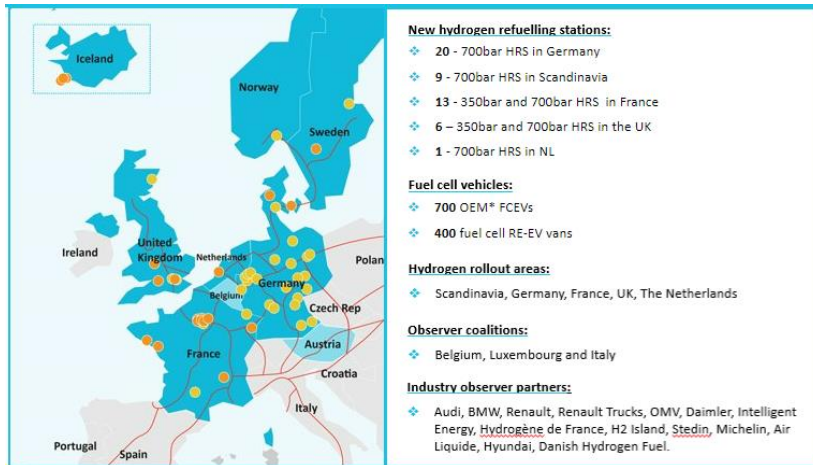 Iceland
Norway
Sweden
Ireland
United
Kingdom
Netherlands
Belgium
Germany
Polan
Czech Rep
Austria
France
Croatia
Italy
Portugal
Spain
New hydrogen refuelling stations:
❖ 20 - 700bar HRS in Germany
❖ 9 - 700bar HRS in Scandinavia
❖ 13 - 350bar and 700bar HRS in France
❖ 6 – 350bar and 700bar HRS in the UK
❖ 1 - 700bar HRS in NL
Fuel cell vehicles:
❖ 700 OEM* FCEVs
❖ 400 fuel cell RE-EV vans
Hydrogen rollout areas:
❖ Scandinavia, Germany, France, UK, The Netherlands
Observer coalitions:
❖ Belgium, Luxembourg and Italy
Industry observer partners:
❖ Audi, BMW, Renault, Renault Trucks, OMV, Daimler, Intelligent
Energy, Hydrogène de France, H2 Island, Stedin, Michelin, Air
Liquide, Hyundai, Danish Hydrogen Fuel.